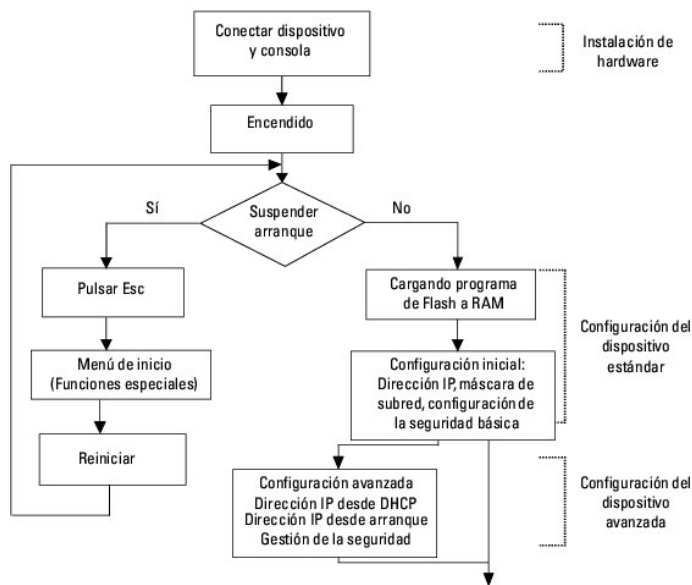 Conectar dispositivo
y consola
Instalación de
hardware
Encendido
Suspender
arranque
Sí
No
Pulsar Esc
Cargando programa
de Flash a RAM
Menú de inicio
(Funciones especiales)
Configuración inicial:
Dirección IP, máscara de
subred, configuración de
la seguridad básica
Configuración del
dispositivo
estándar
Reiniciar
Configuración avanzada
Dirección IP desde DHCP
Dirección IP desde arranque
Gestión de la seguridad
Configuración del
dispositivo
avanzada